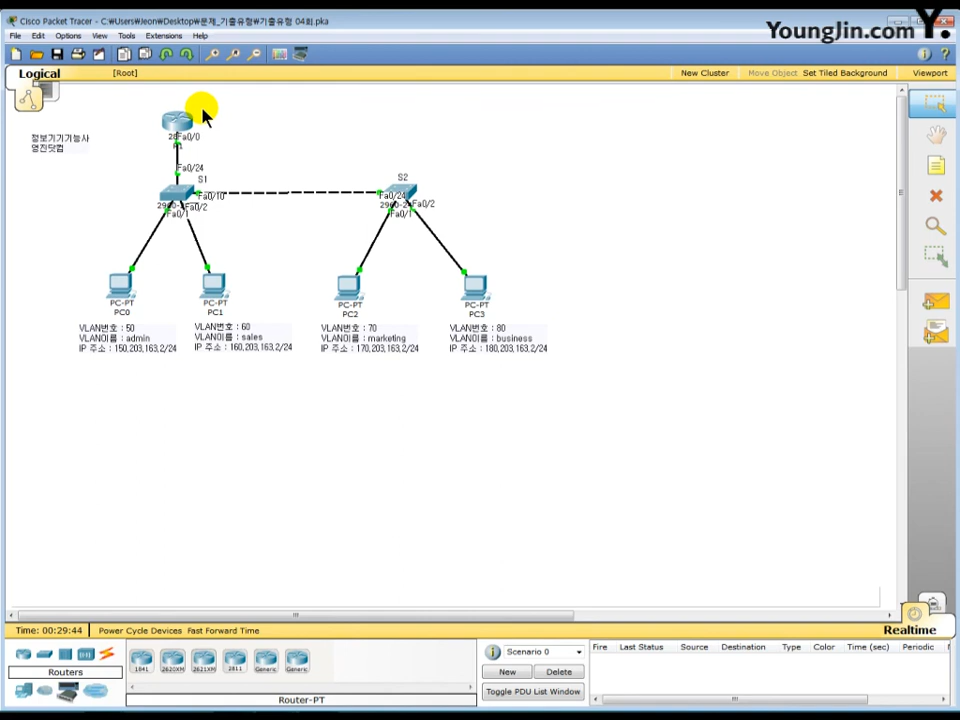 Cisco Packet Tracer - C:\Users\Jeon\Desktop\문제_기출유형\기출유형 04회.pka
YoungJin.com Y.
File Edit Options View Tools Extensions Help
Logical
[Root]
New Cluster
Move Object
Set Tiled Background
Viewport
정보기기기능사
영진닷컴
Fa0/0
R1
Fa0/24
S1
Fa0/10
Fa0/2
Fa0/1
S2
Fa0/24
Fa0/2
Fa0/1
PC-PT
PC0
PC-PT
PC1
PC-PT
PC2
PC-PT
PC3
VLAN번호 : 50
VLAN이름 : admin
IP 주소 : 150,203,163,2/24
VLAN번호 : 60
VLAN이름 : sales
IP 주소 : 160,203,163,2/24
VLAN번호 : 70
VLAN이름 : marketing
IP 주소 : 170,203,163,2/24
VLAN번호 : 80
VLAN이름 : business
IP 주소 : 180,203,163,2/24
Time: 00:29:44
Power Cycle Devices Fast Forward Time
Realtime
Routers
1841
2620XM
2621XM
2811
Generic
Generic
Router-PT
Scenario 0
New
Delete
Toggle PDU List Window
Fire
Last Status
Source
Destination
Type
Color
Time (sec)
Periodic